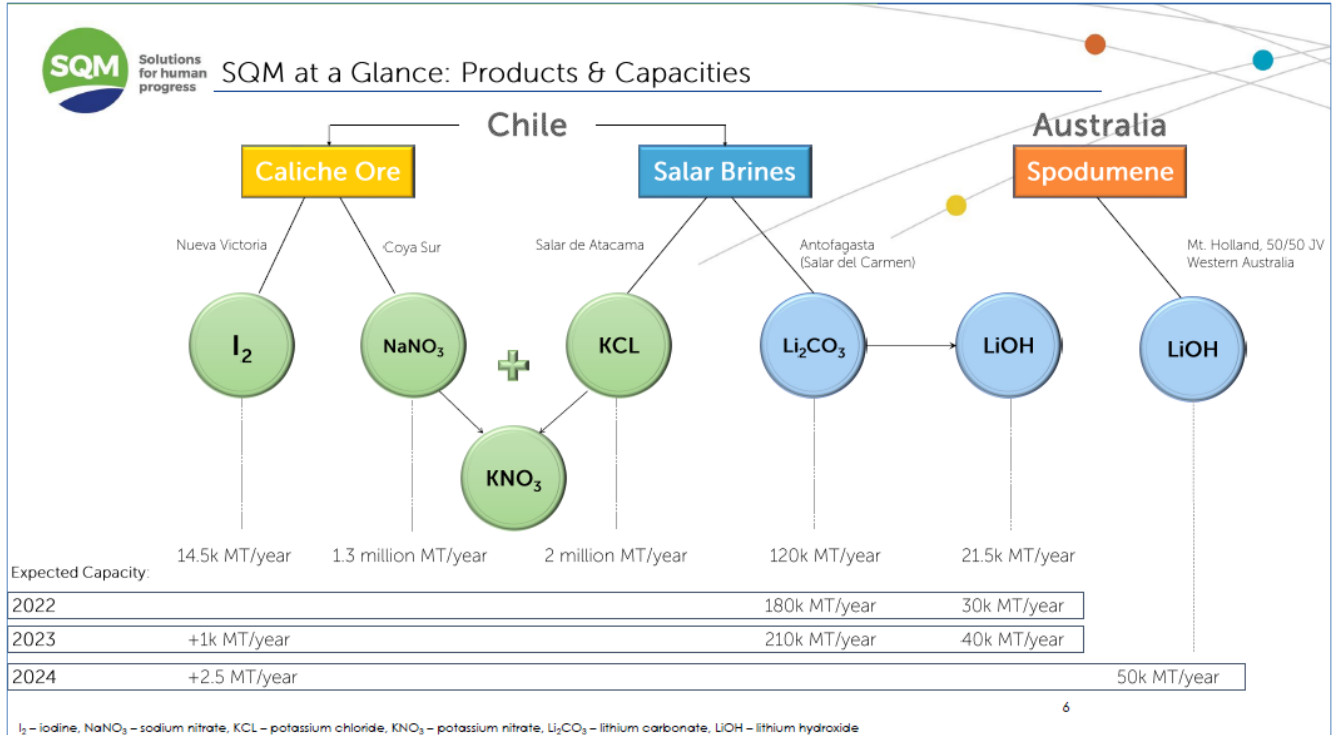 SQM
Solutions
for human
progress
SQM at a Glance: Products & Capacities
Chile
Australia
Caliche Ore
Salar Brines
Spodumene
Nueva Victoria
Coya Sur
Salar de Atacama
Antofagasta
(Salar del Carmen)
Mt. Holland, 50/50 JV
Western Australia
I₂
NaNO₃
KCL
Li₂CO₃
LiOH
LiOH
KNO₃
14.5k MT/year 1.3 million MT/year 2 million MT/year 120k MT/year 21.5k MT/year
Expected Capacity:
2022 180k MT/year 30k MT/year
2023 +1k MT/year 210k MT/year 40k MT/year
2024 +2.5 MT/year 50k MT/year
6
I₂ – iodine, NaNO₃ – sodium nitrate, KCL – potassium chloride, KNO₃ – potassium nitrate, Li₂CO₃ – lithium carbonate, LiOH – lithium hydroxide